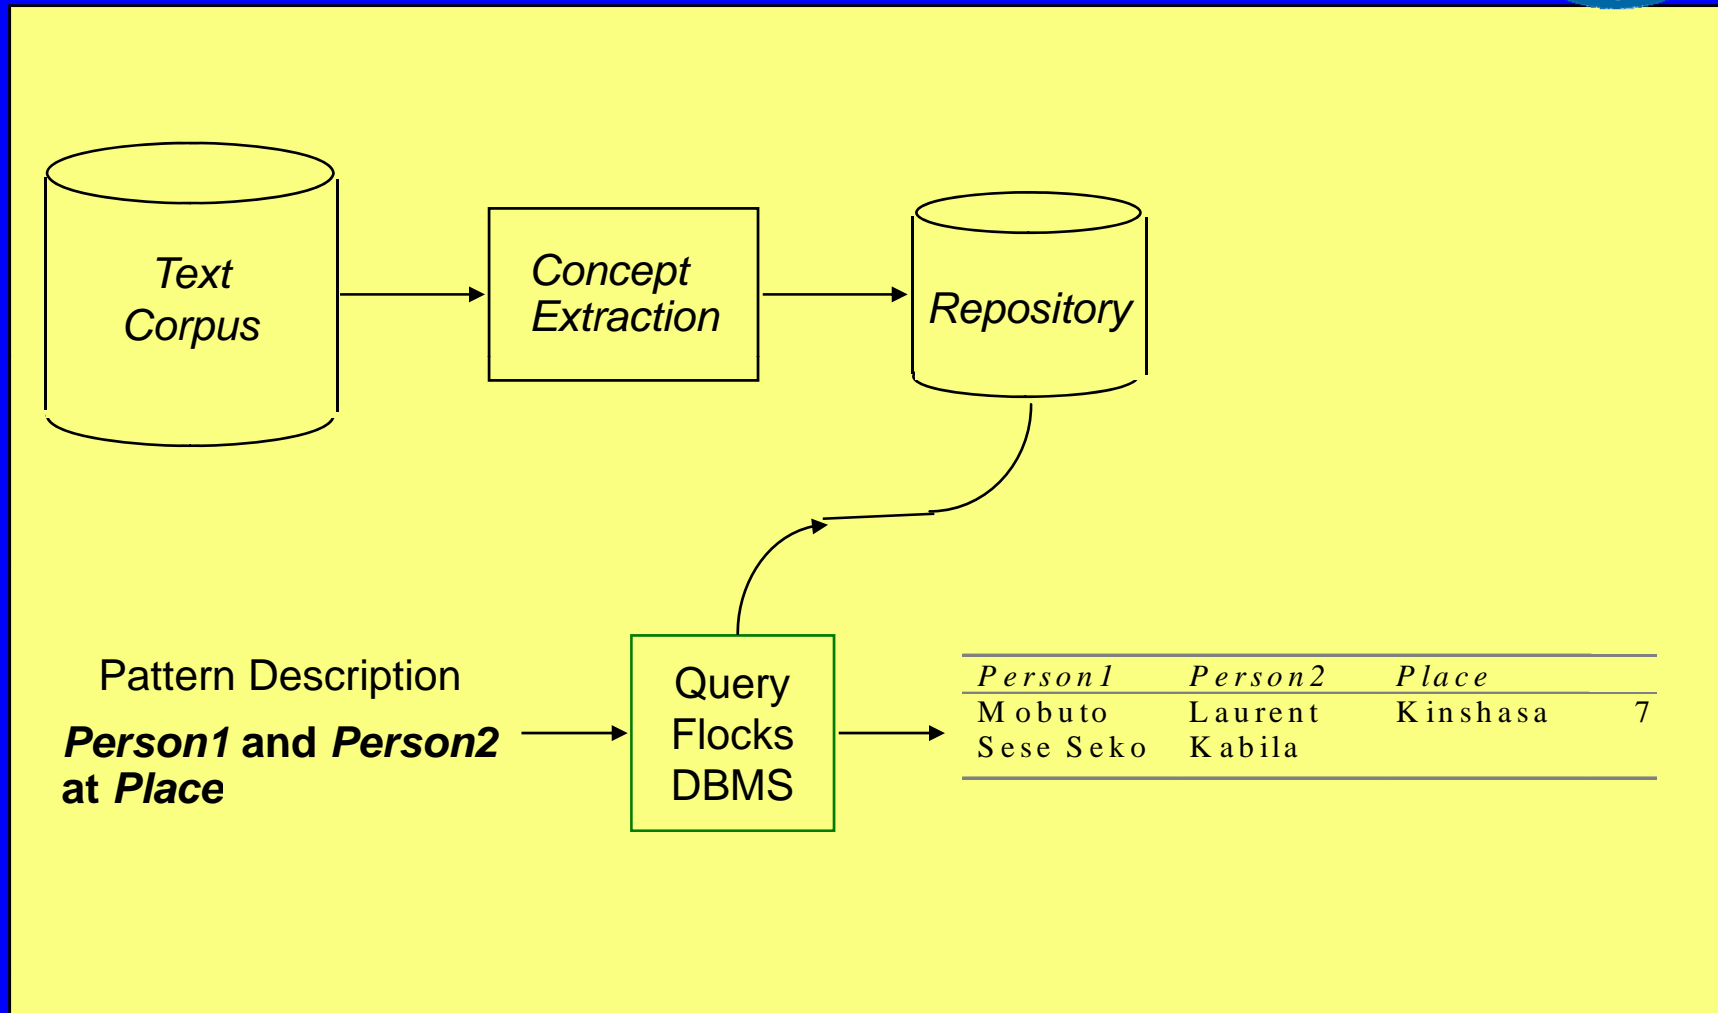 Text
Corpus
Concept
Extraction
Repository
Pattern Description
Person1 and Person2
at Place
Query
Flocks
DBMS
Person1 Person2 Place
Mobuto Laurent Kinshasa 7
Sese Seko Kabila